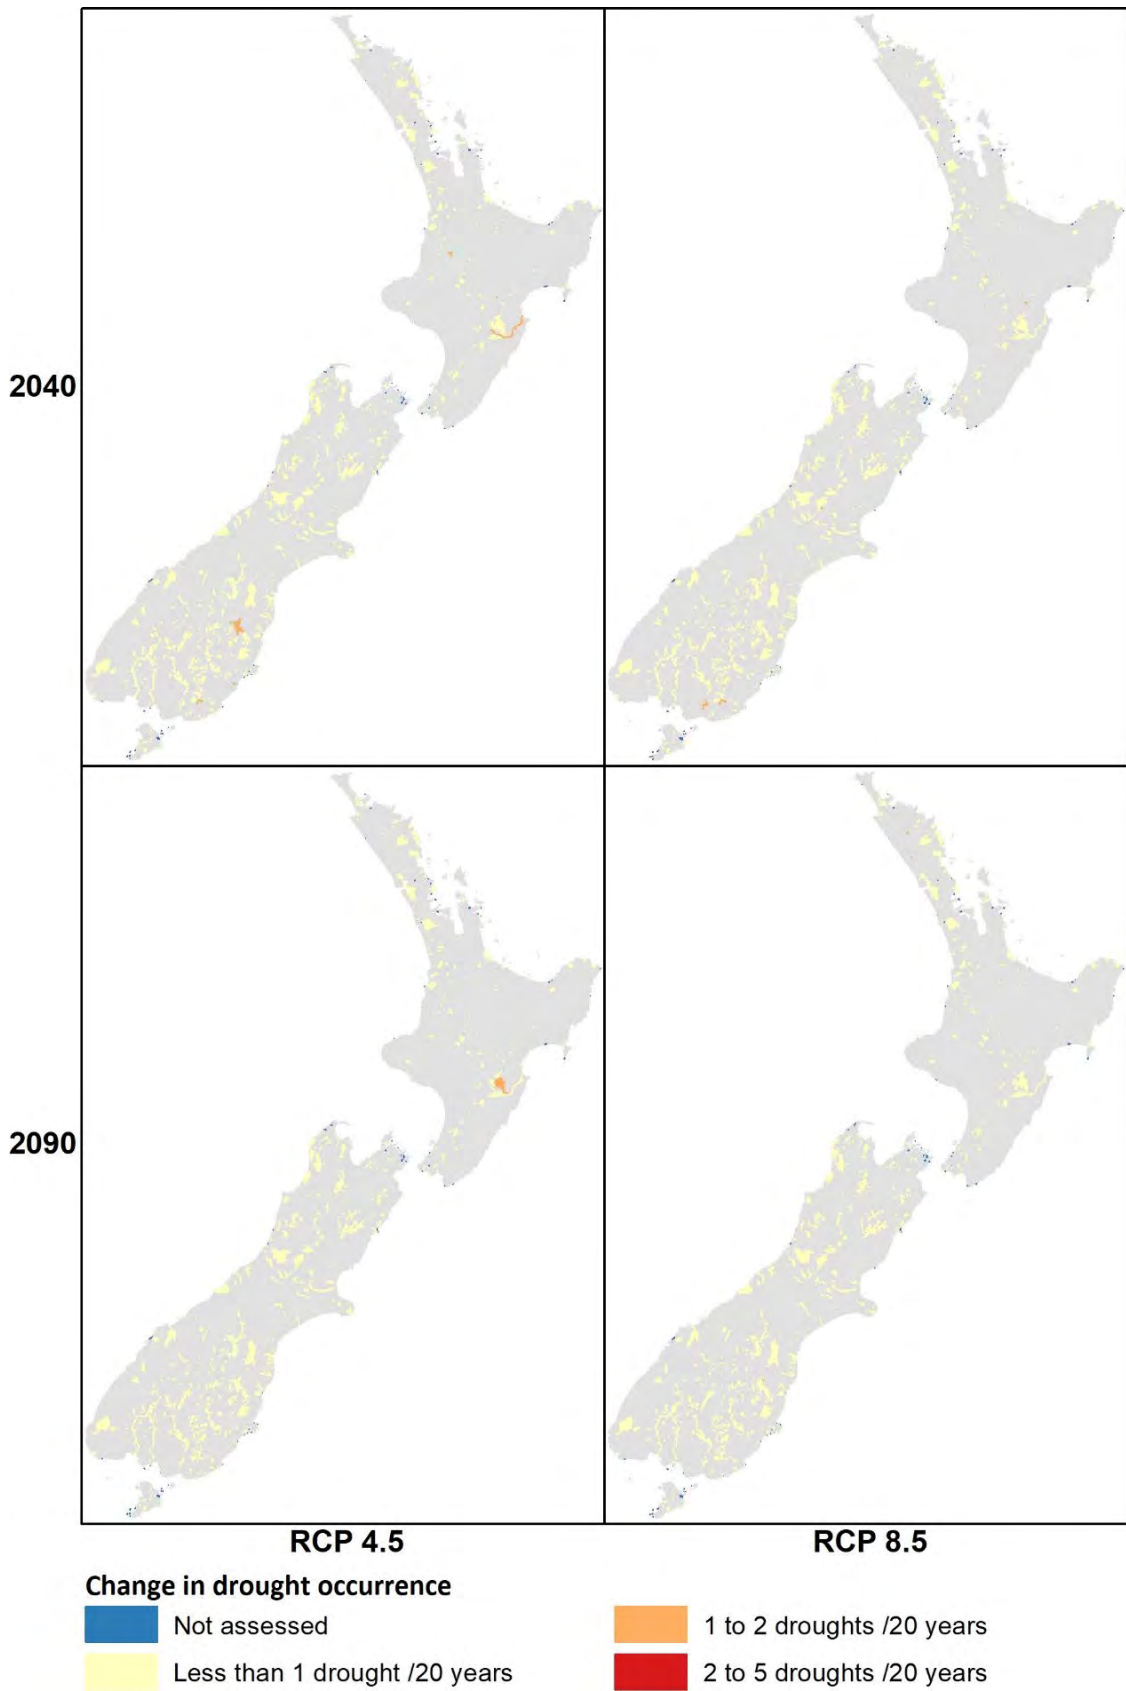 2040
2090
RCP 4.5
RCP 8.5
Change in drought occurrence
Not assessed
1 to 2 droughts /20 years
Less than 1 drought /20 years
2 to 5 droughts /20 years